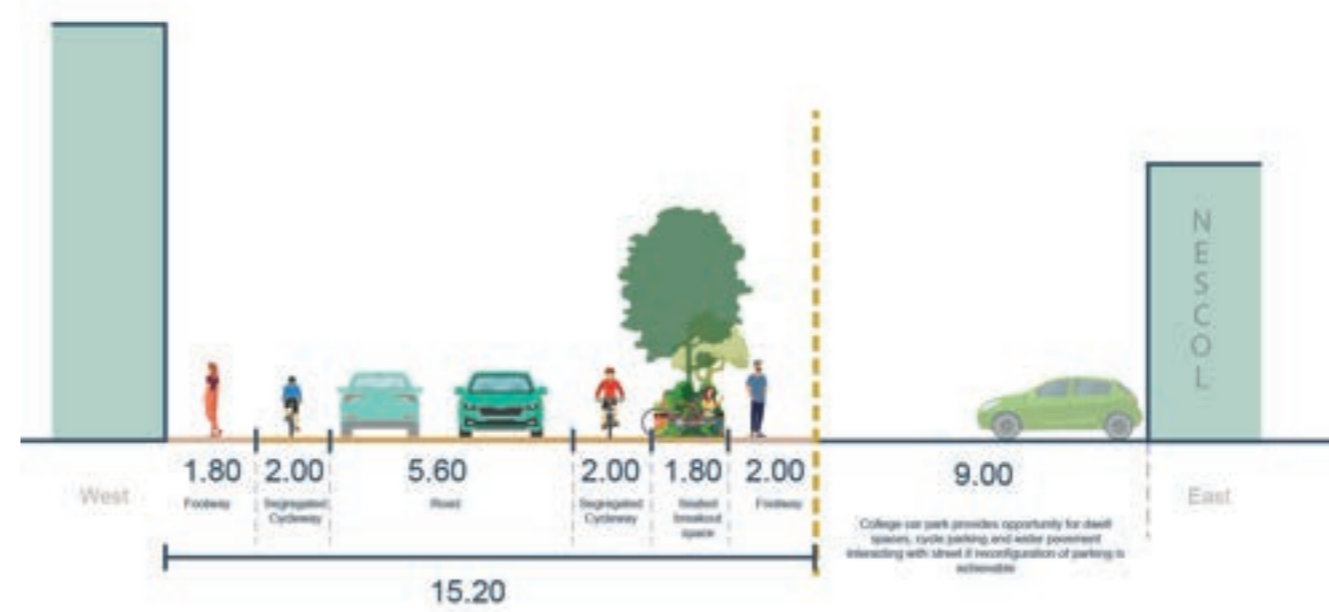 NESCOL
1.80 2.00 5.60 2.00 1.80 2.00 9.00
West Footway Segregated Road Segregated Seated Footway East
Cycleway Cycleway breakout
space
College car park provides opportunity for dwell
spaces, cycle parking and wider pavement
interacting with street if reconfiguration of parking is
achievable
15.20